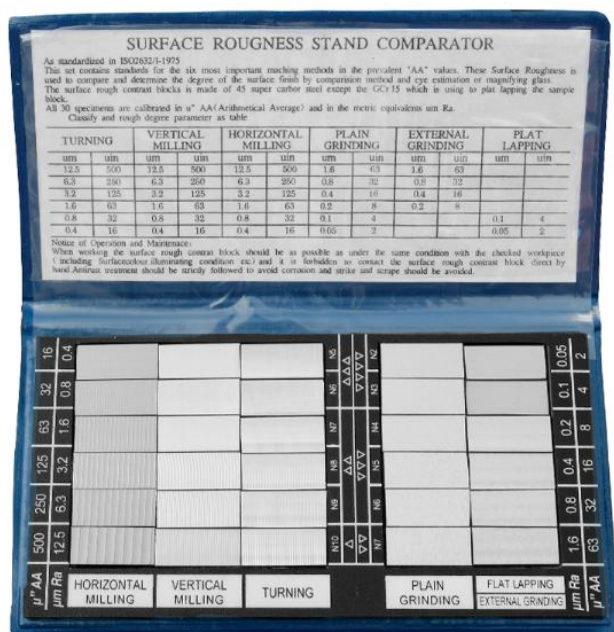 SURFACE ROUGNESS STAND COMPARATOR
As standardized in ISO2632/1-1975
This set contains standards for the six most important maching methods in the prevalent "AA" values. These Surface Roughness is
used to compare and determine the degree of the surface finish by comparision method and eye estimation or magnifying glass.
The surface rough contrast blocks is made of 45 super carbor steel except the GCr15 which is using to plat lapping the sample
block.
All 30 specimens are calibrated in u" AA(Arithmetical Average) and in the metric equivalents um Ra.
Classify and rough degree parameter as table
TURNING VERTICAL MILLING HORIZONTAL MILLING PLAIN GRINDING EXTERNAL GRINDING PLAT LAPPING
um uin um uin um uin um uin um uin um uin
12.5 500 12.5 500 12.5 500 1.6 63 1.6 63
6.3 250 6.3 250 6.3 250 0.8 32 0.8 32
3.2 125 3.2 125 3.2 125 0.4 16 0.4 16
1.6 63 1.6 63 1.6 63 0.2 8 0.2 8
0.8 32 0.8 32 0.8 32 0.1 4 0.1 4
0.4 16 0.4 16 0.4 16 0.05 2 0.05 2
Notice of Operation and Maintenace:
When working the surface rough contras block should be as possible as under the same condition with the checked workpiece
(including Surfacecolour.illuminating condition etc) and it is forbidden to contact the surface rough contrast block direct by
hand.Antirust treatment should be strictly followed to avoid corrosion and strike and scrape should be avoided.
16 0.4 N5 N2 0.05 2
32 0.8 N6 N3 0.1 4
63 1.6 N7 N4 0.2 8
125 3.2 N8 N5 0.4 16
250 6.3 N9 N6 0.8 32
500 12.5 N10 N7 1.6 63
μ"AA μm Ra HORIZONTAL MILLING VERTICAL MILLING TURNING PLAIN GRINDING FLAT LAPPING EXTERNAL GRINDING μm Ra μ"AA